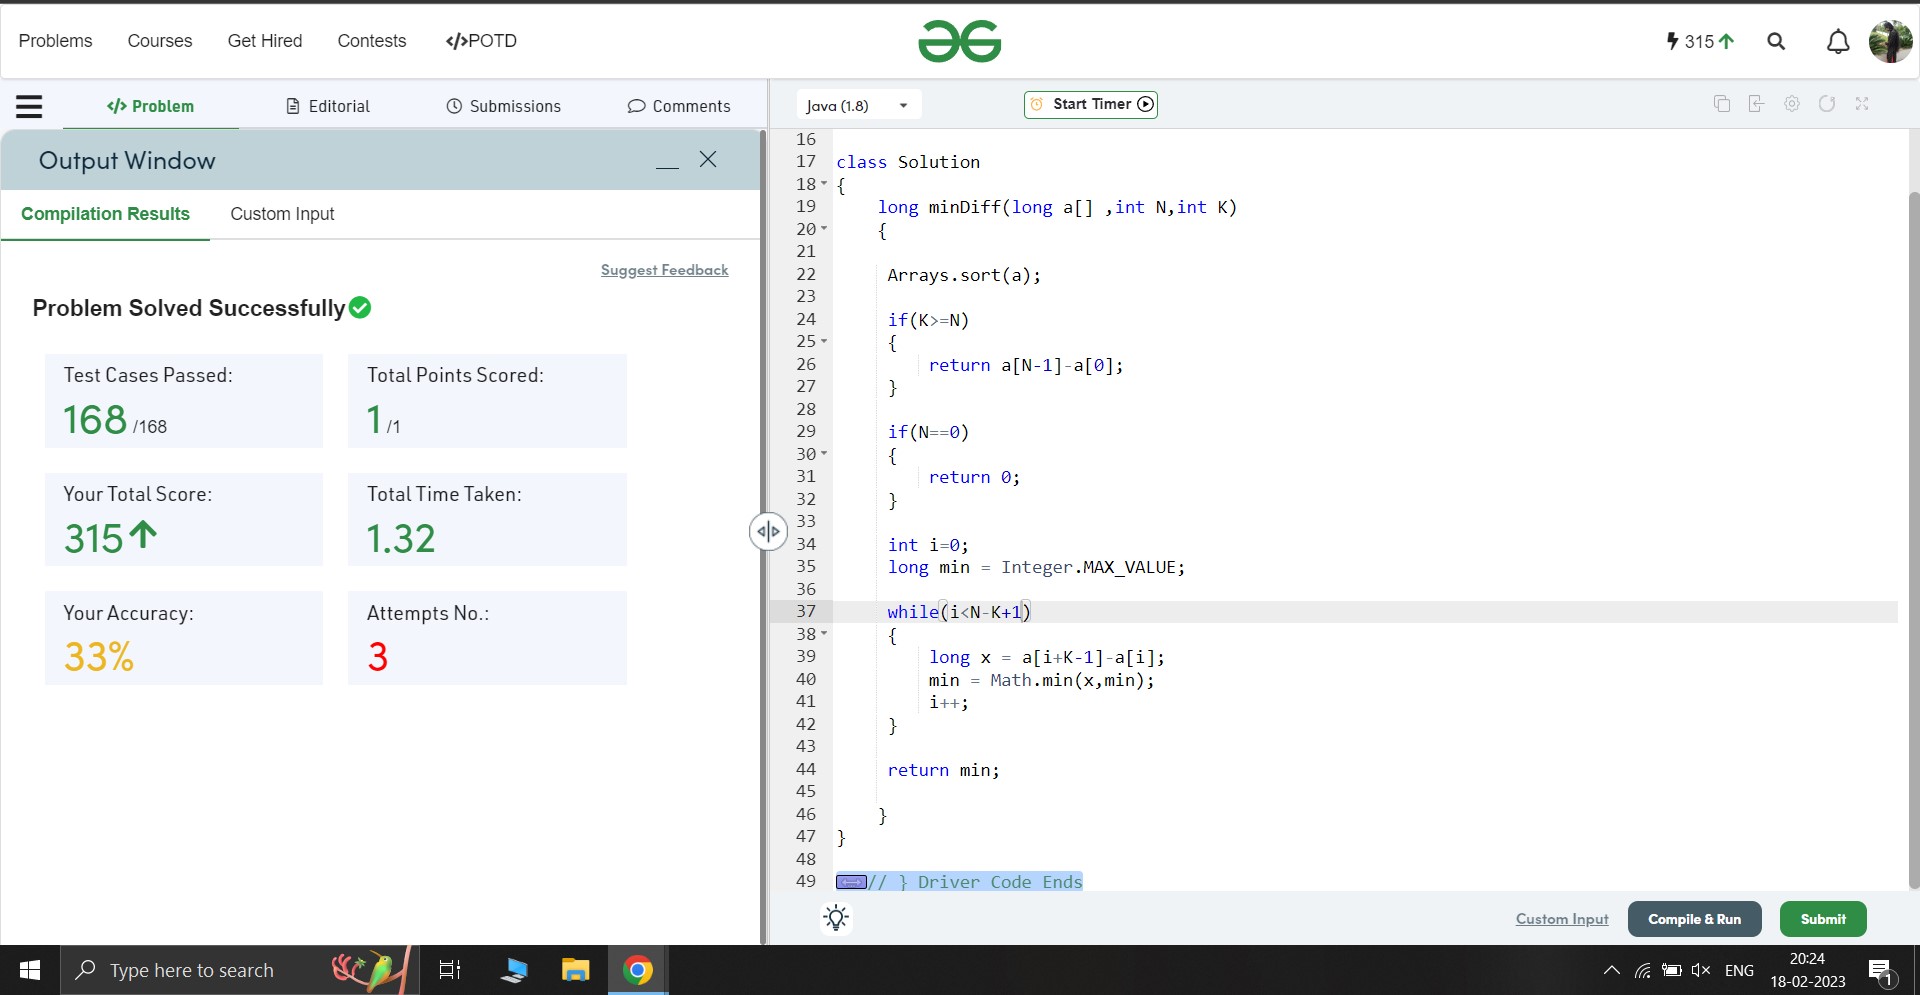 Problems Courses Get Hired Contests </>POTD 315
</> Problem Editorial Submissions Comments
Output Window
Compilation Results Custom Input
Suggest Feedback
Problem Solved Successfully
Test Cases Passed: Total Points Scored:
168 /168 1 /1
Your Total Score: Total Time Taken:
315 1.32
Your Accuracy: Attempts No.:
33% 3
Java (1.8) Start Timer
16
17 class Solution
18 {
19 long minDiff(long a[] ,int N,int K)
20 {
21
22 Arrays.sort(a);
23
24 if(K>=N)
25 {
26 return a[N-1]-a[0];
27 }
28
29 if(N==0)
30 {
31 return 0;
32 }
33
34 int i=0;
35 long min = Integer.MAX_VALUE;
36
37 while(i<N-K+1)
38 {
39 long x = a[i+K-1]-a[i];
40 min = Math.min(x,min);
41 i++;
42 }
43
44 return min;
45
46 }
47 }
48
49 // } Driver Code Ends
Custom Input Compile & Run Submit
Type here to search ENG 20:24
18-02-2023 1